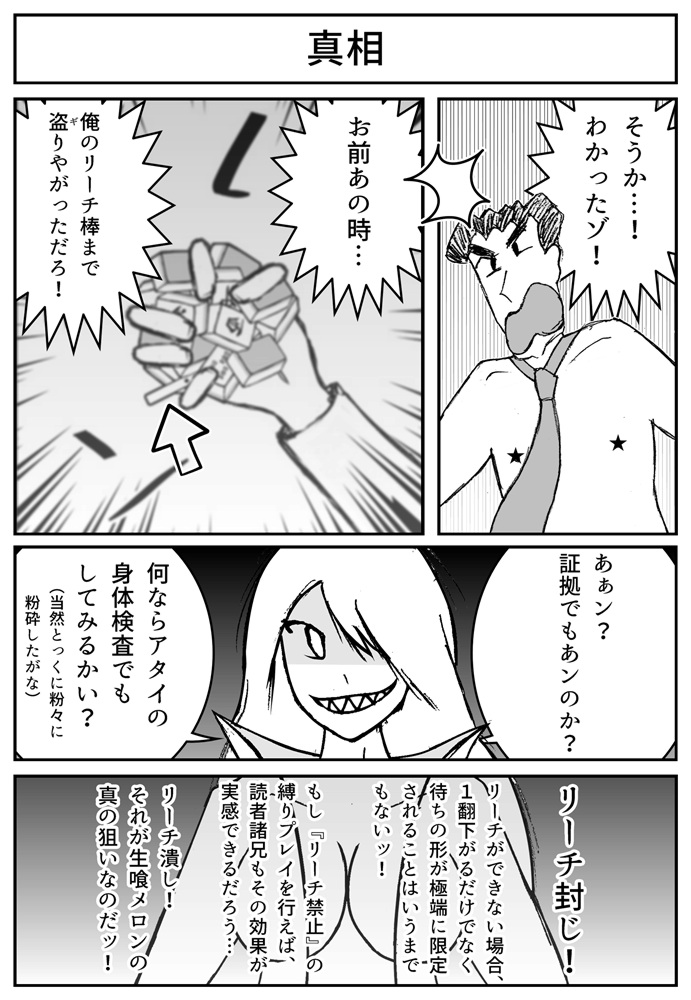 真相
そうか…！
わかったゾ！
お前あの時…
俺のリーチ棒まで
盗りやがっただろ！
ギ
あぁン？
証拠でもあンのか？
何ならアタイの
身体検査でも
してみるかい？
（当然とっくに粉々に
粉砕したがな）
リーチ封じ！
リーチができない場合、
１翻下がるだけでなく
待ちの形が極端に限定
されることはいうまで
もないッ！
もし『リーチ禁止』の
縛りプレイを行えば、
読者諸兄もその効果が
実感できるだろう…
リーチ潰し！
それが生喰メロンの
真の狙いなのだッ！